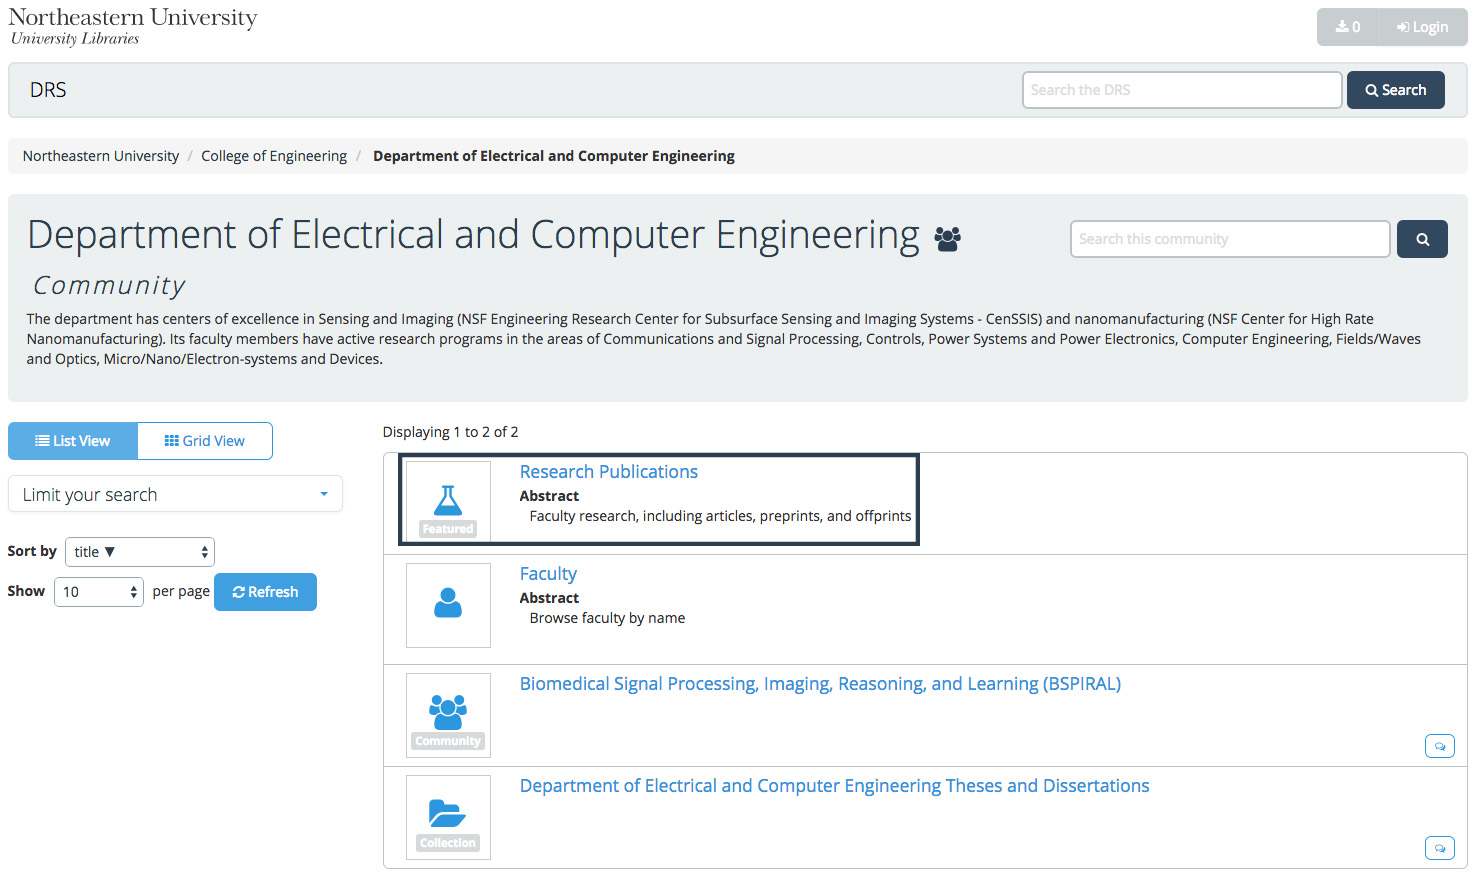 Northeastern University
University Libraries
0 Login
DRS
Search the DRS
Search
Northeastern University / College of Engineering / Department of Electrical and Computer Engineering
Department of Electrical and Computer Engineering
Search this community
Community
The department has centers of excellence in Sensing and Imaging (NSF Engineering Research Center for Subsurface Sensing and Imaging Systems - CenSSIS) and nanomanufacturing (NSF Center for High Rate
Nanomanufacturing). Its faculty members have active research programs in the areas of Communications and Signal Processing, Controls, Power Systems and Power Electronics, Computer Engineering, Fields/Waves
and Optics, Micro/Nano/Electron-systems and Devices.
List View Grid View
Limit your search
Sort by title ▼
Show 10 per page Refresh
Displaying 1 to 2 of 2
Research Publications
Abstract
Faculty research, including articles, preprints, and offprints
Featured
Faculty
Abstract
Browse faculty by name
Biomedical Signal Processing, Imaging, Reasoning, and Learning (BSPIRAL)
Community
Department of Electrical and Computer Engineering Theses and Dissertations
Collection